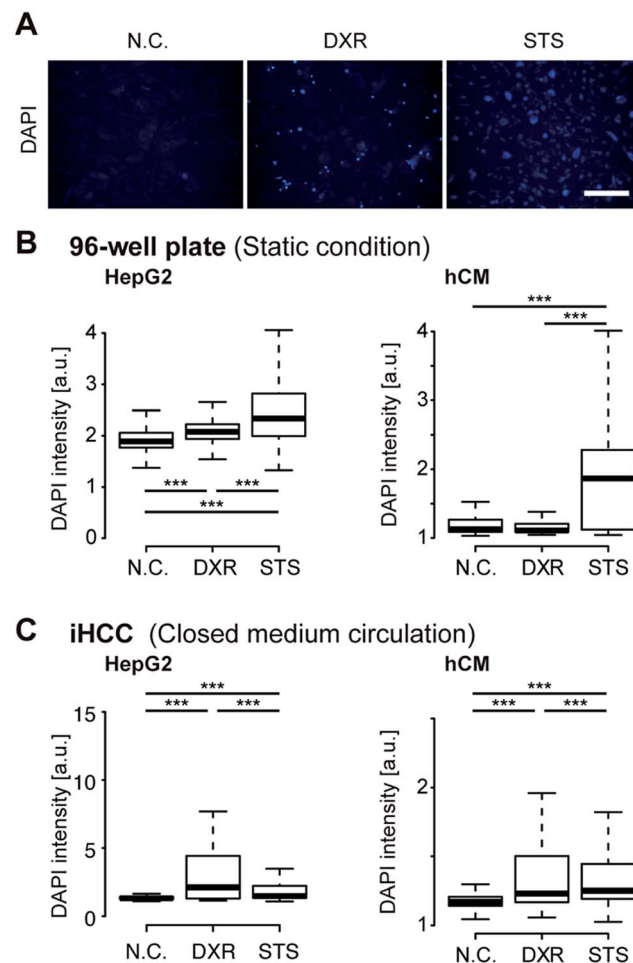 A
N.C. DXR STS
DAPI
B 96-well plate (Static condition)
HepG2
DAPI intensity [a.u.]
4
3
2
1
0
*** ***
***
N.C. DXR STS
hCM
***
***
DAPI intensity [a.u.]
4
3
2
1
N.C. DXR STS
C iHCC (Closed medium circulation)
HepG2
***
*** ***
DAPI intensity [a.u.]
15
10
5
0
N.C. DXR STS
hCM
***
*** ***
DAPI intensity [a.u.]
2
1
N.C. DXR STS